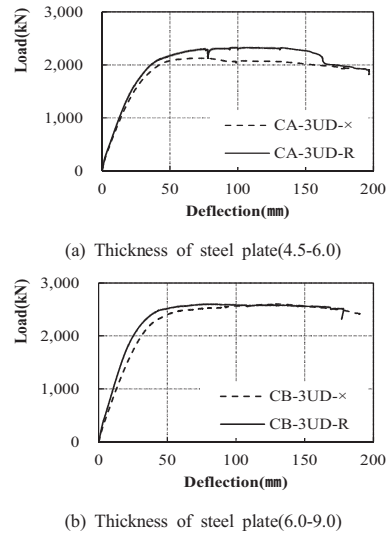 Load(kN)
3,000
2,000
1,000
0
CA-3UD-×
CA-3UD-R
0 50 100 150 200
Deflection(㎜)
(a) Thickness of steel plate(4.5-6.0)
Load(kN)
3,000
2,000
1,000
0
CB-3UD-×
CB-3UD-R
0 50 100 150 200
Deflection(㎜)
(b) Thickness of steel plate(6.0-9.0)